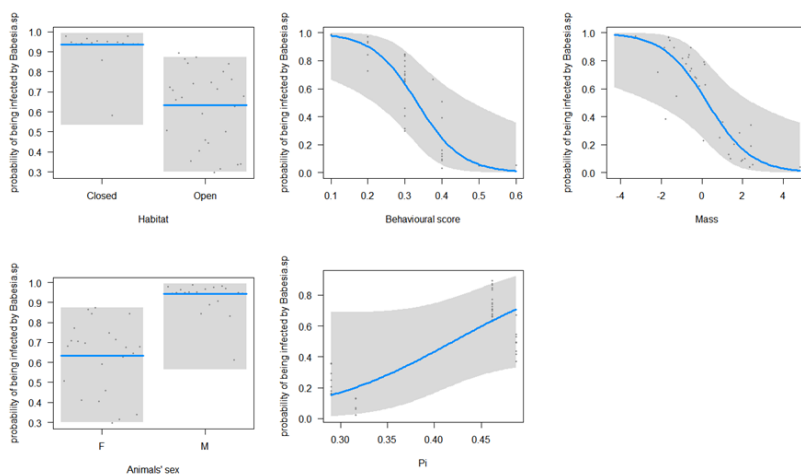 probability of being infected by Babesia.sp
1.0
0.9
0.8
0.7
0.6
0.5
0.4
0.3
Closed
Open
Habitat
probability of being infected by Babesia.sp
1.0
0.8
0.6
0.4
0.2
0.0
0.1 0.2 0.3 0.4 0.5 0.6
Behavioural score
probability of being infected by Babesia.sp
1.0
0.8
0.6
0.4
0.2
0.0
-4 -2 0 2 4
Mass
probability of being infected by Babesia.sp
1.0
0.9
0.8
0.7
0.6
0.5
0.4
0.3
F
M
Animals' sex
probability of being infected by Babesia.sp
0.8
0.6
0.4
0.2
0.0
0.30 0.35 0.40 0.45
Pi